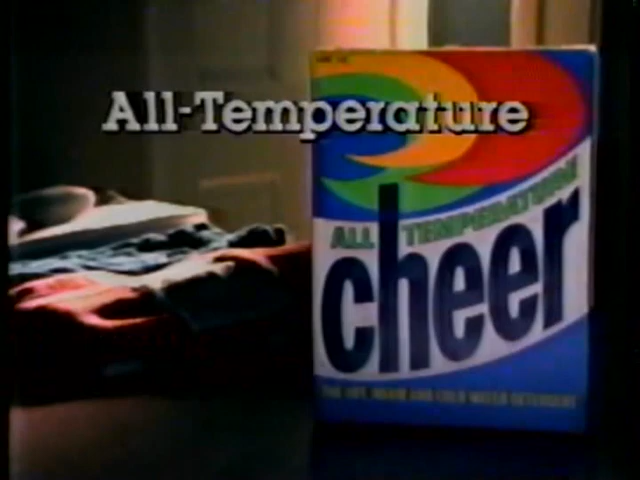 All-Temperature
ALL TEMPERATURE
cheer
THE HOT, WARM AND COLD WATER DETERGENT